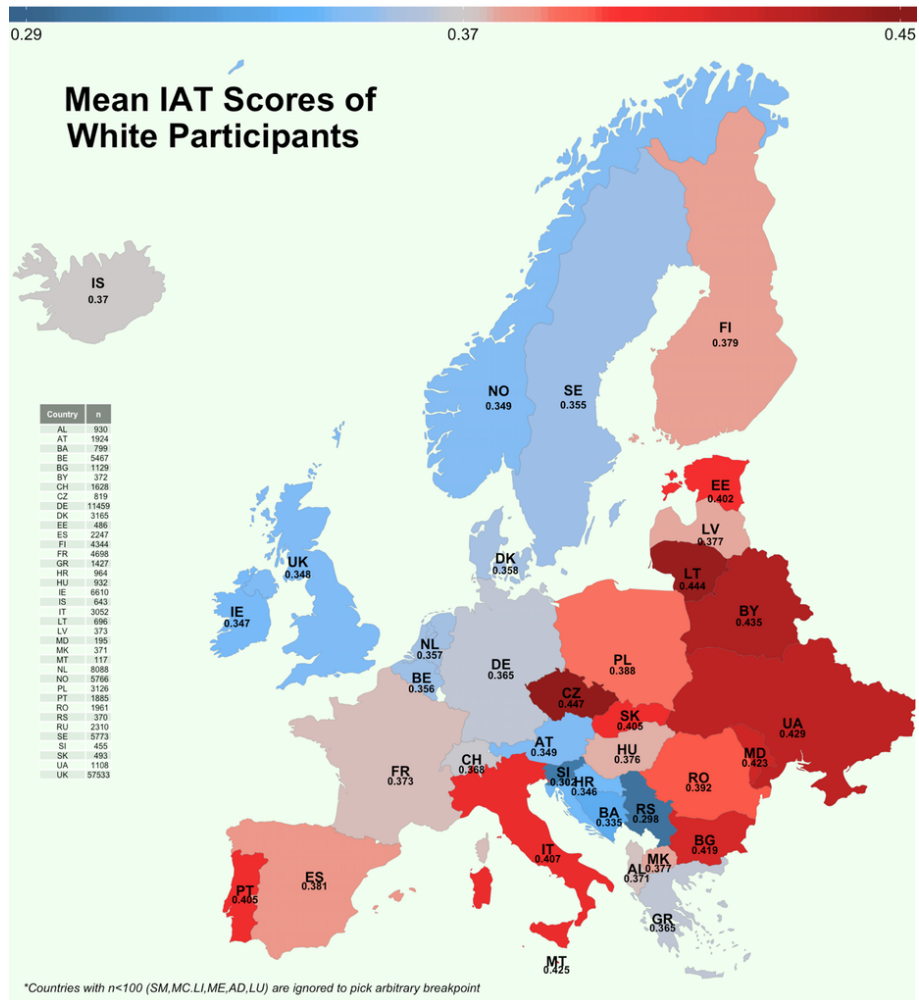 0.29 0.37 0.45
Mean IAT Scores of
White Participants
IS
0.37
FI
0.379
NO
0.349
SE
0.355
Country n
AL 930
AT 1924
BA 799
BE 5467
BG 1129
BY 372
CH 1628
CZ 819
DE 11459
DK 3165
EE 486
ES 2247
FI 4344
FR 4698
GR 1427
HR 964
HU 932
IE 6610
IS 643
IT 3052
LT 696
LV 373
MD 195
MK 371
MT 117
NL 8088
NO 5766
PL 3126
PT 1885
RO 1961
RS 370
RU 2310
SE 5773
SI 455
SK 493
UA 1108
UK 57533
EE
0.402
LV
0.377
DK
0.358
UK
0.348
LT
0.444
IE
0.347
BY
0.435
NL
0.357
PL
0.388
DE
0.365
BE
0.356
CZ
0.447
SK
0.405
UA
0.429
AT
0.349
HU
0.376
MD
0.423
CH
0.368
FR
0.373
SI
0.302
HR
0.346
RO
0.392
BA
0.335
RS
0.298
BG
0.419
IT
0.407
MK
0.377
AL
0.371
ES
0.381
PT
0.405
GR
0.365
MT
0.425
*Countries with n<100 (SM,MC.LI,ME,AD,LU) are ignored to pick arbitrary breakpoint